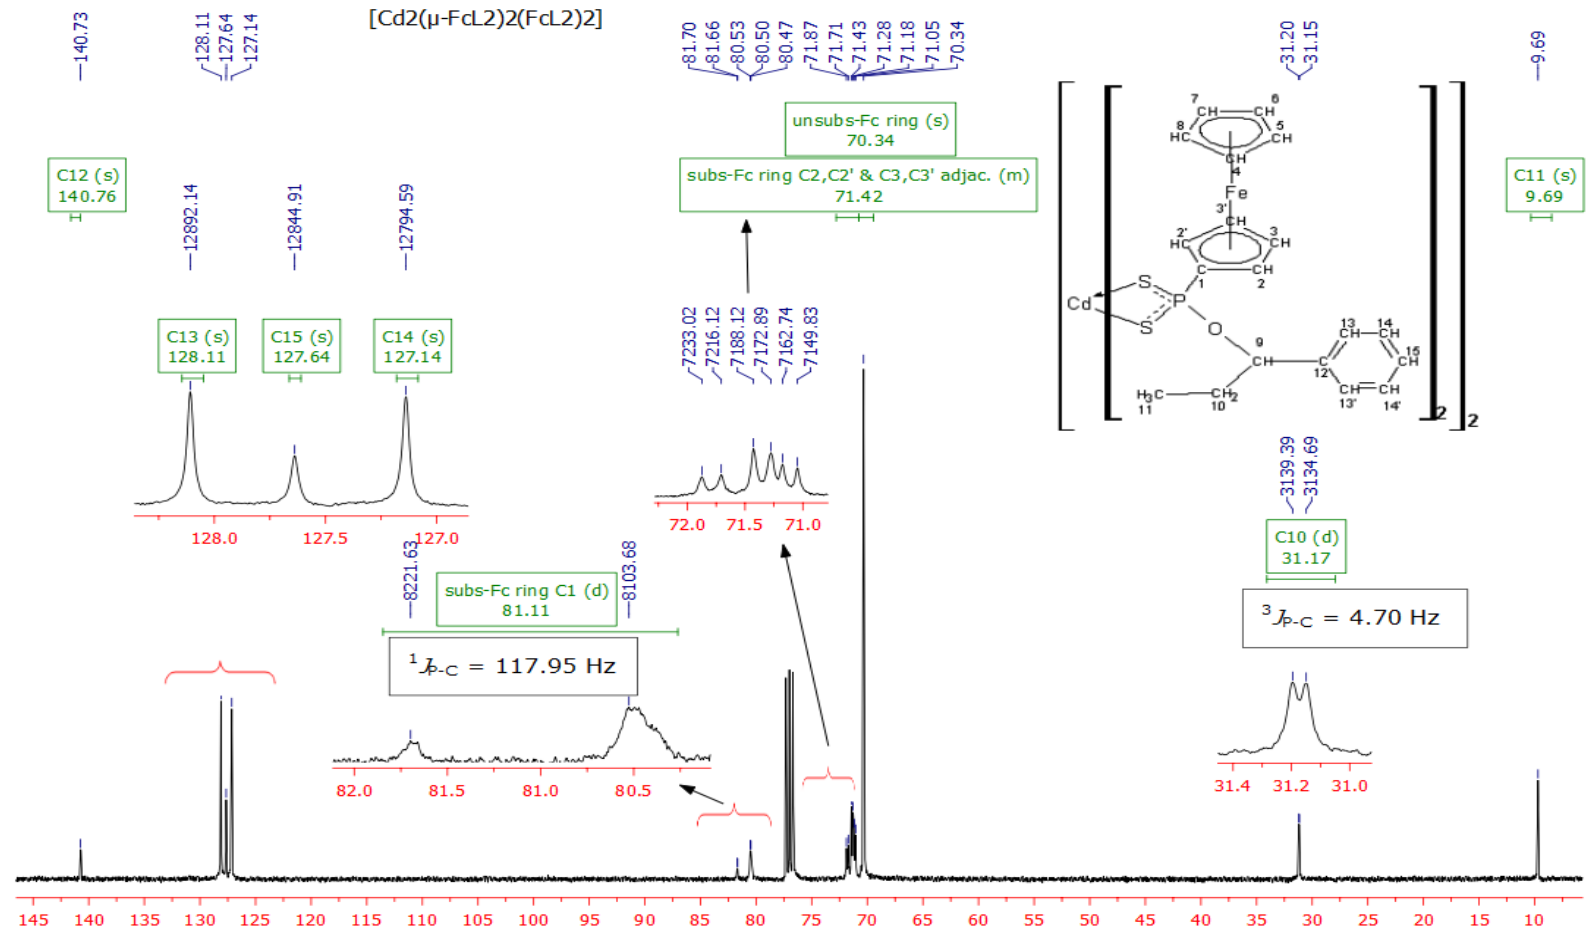 [Cd2(μ-FcL2)2(FcL2)2]
140.73
128.11
127.64
127.14
81.70
81.66
80.53
80.50
80.47
71.87
71.71
71.43
71.28
71.18
71.05
70.34
31.20
31.15
9.69
unsubs-Fc ring (s)
70.34
C12 (s)
140.76
subs-Fc ring C2,C2' & C3,C3' adjac. (m)
71.42
C11 (s)
9.69
12892.14
12844.91
12794.59
C13 (s)
128.11
C15 (s)
127.64
C14 (s)
127.14
7233.02
7216.12
7188.12
7172.89
7162.74
7149.83
7
6
HC
CH
8
5
HC
CH
CH
4
Fe
3'
CH
2'
3
HC
CH
CH
1
2
S
Cd
P
S
O
9
CH
13
14
CH
CH
15
CH
12
CH
CH
13'
14'
H3C
11
CH2
10
2
2
128.0 127.5 127.0
72.0 71.5 71.0
3139.39
3134.69
C10 (d)
31.17
8221.63
8103.68
subs-Fc ring C1 (d)
81.11
1JP-C = 117.95 Hz
3JP-C = 4.70 Hz
82.0 81.5 81.0 80.5
31.4 31.2 31.0
145 140 135 130 125 120 115 110 105 100 95 90 85 80 75 70 65 60 55 50 45 40 35 30 25 20 15 10